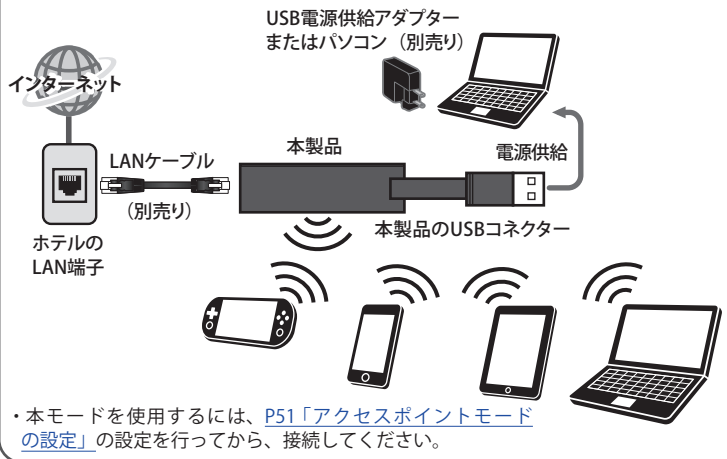 USB電源供給アダプター
またはパソコン（別売り）
インターネット
LANケーブル
（別売り）
本製品
電源供給
本製品のUSBコネクター
ホテルの
LAN端子
・本モードを使用するには、P51「アクセスポイントモード
の設定」の設定を行ってから、接続してください。